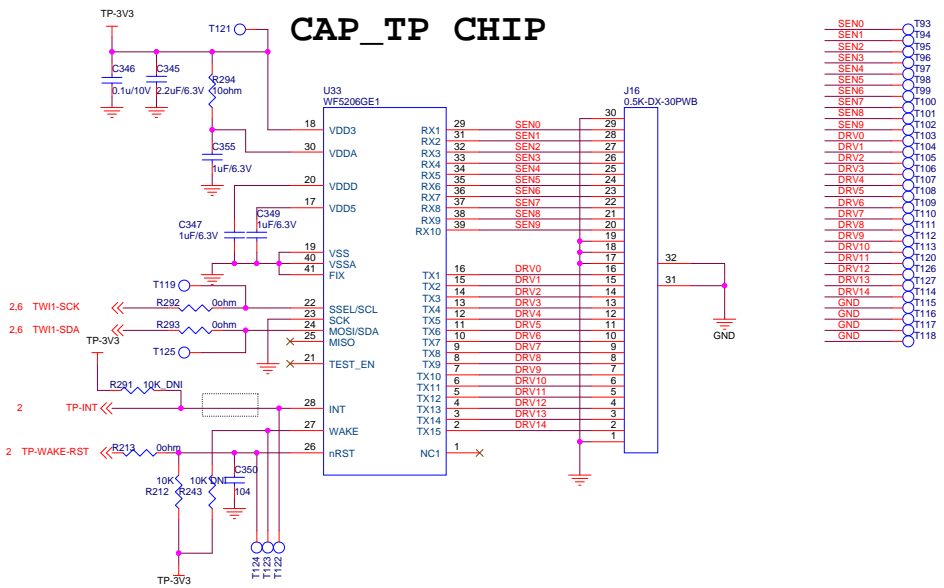 CAP_TP CHIP
TP-3V3
T121
C346
0.1u/10V
C345
2.2uF/6.3V
R294
10ohm
C355
1uF/6.3V
C347
1uF/6.3V
C349
1uF/6.3V
U33
WF5206GE1
18 VDD3
30 VDDA
20 VDDD
17 VDD5
19 VSS
40 VSSA
41 FIX
22 SSEL/SCL
23 SCK
24 MOSI/SDA
25 MISO
21 TEST_EN
28 INT
27 WAKE
26 nRST
RX1 29 SEN0
RX2 31 SEN1
RX3 32 SEN2
RX4 33 SEN3
RX5 34 SEN4
RX6 35 SEN5
RX7 36 SEN6
RX8 37 SEN7
RX9 38 SEN8
RX10 39 SEN9
TX1 16 DRV0
TX2 15 DRV1
TX3 14 DRV2
TX4 13 DRV3
TX5 12 DRV4
TX6 11 DRV5
TX7 10 DRV6
TX8 9 DRV7
TX9 8 DRV8
TX10 7 DRV9
TX11 6 DRV10
TX12 5 DRV11
TX13 4 DRV12
TX14 3 DRV13
TX15 2 DRV14
NC1 1
T119
2,6 TWI1-SCK
R292 0ohm
2,6 TWI1-SDA
R293 0ohm
TP-3V3
T125
R291 10K_DNI
2 TP-INT
2 TP-WAKE-RST
R213 0ohm
10K
R212
10K DNI
R243
C350
104
TP-3V3
T124
T123
T122
J16
0.5K-DX-30PWB
30
29
28
27
26
25
24
23
22
21
20
19
18
17
16
15
14
13
12
11
10
9
8
7
6
5
4
3
2
1
32
31
GND
SEN0 T93
SEN1 T94
SEN2 T95
SEN3 T96
SEN4 T97
SEN5 T98
SEN6 T99
SEN7 T100
SEN8 T101
SEN9 T102
DRV0 T103
DRV1 T104
DRV2 T105
DRV3 T106
DRV4 T107
DRV5 T108
DRV6 T109
DRV7 T110
DRV8 T111
DRV9 T112
DRV10 T113
DRV11 T120
DRV12 T126
DRV13 T127
DRV14 T114
GND T115
GND T116
GND T117
GND T118